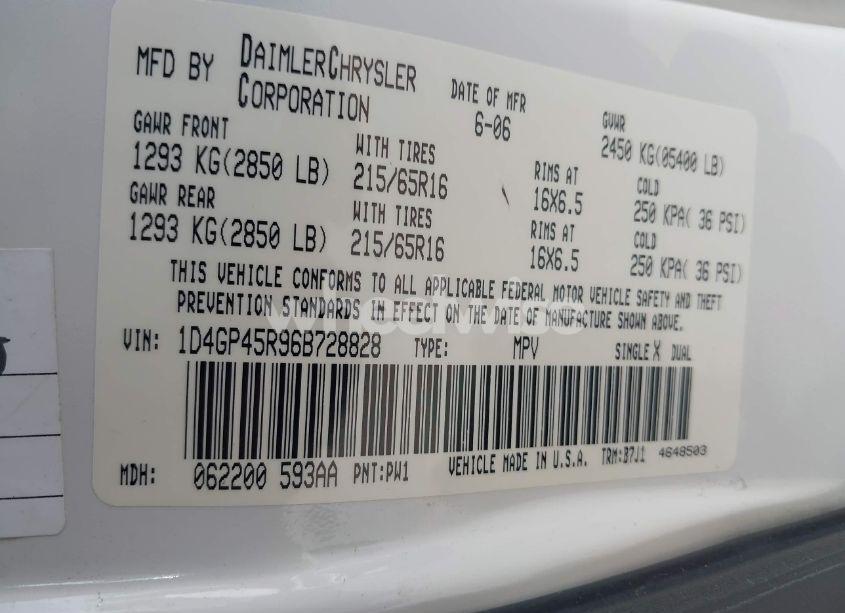 MFD BY DAIMLERCHRYSLER CORPORATION
DATE OF MFR 6-06
GVWR 2450 KG(05400 LB)
GAWR FRONT 1293 KG(2850 LB)
WITH TIRES 215/65R16
RIMS AT 16X6.5
COLD 250 KPA( 36 PSI)
GAWR REAR 1293 KG(2850 LB)
WITH TIRES 215/65R16
RIMS AT 16X6.5
COLD 250 KPA( 36 PSI)
THIS VEHICLE CONFORMS TO ALL APPLICABLE FEDERAL MOTOR VEHICLE SAFETY AND THEFT
PREVENTION STANDARDS IN EFFECT ON THE DATE OF MANUFACTURE SHOWN ABOVE.
wheelwise
VIN: 1D4GP45R96B728828 TYPE: MPV SINGLE X DUAL
MDH: 062200 593AA PNT:PW1 VEHICLE MADE IN U.S.A. TRM:B7J1 4648503